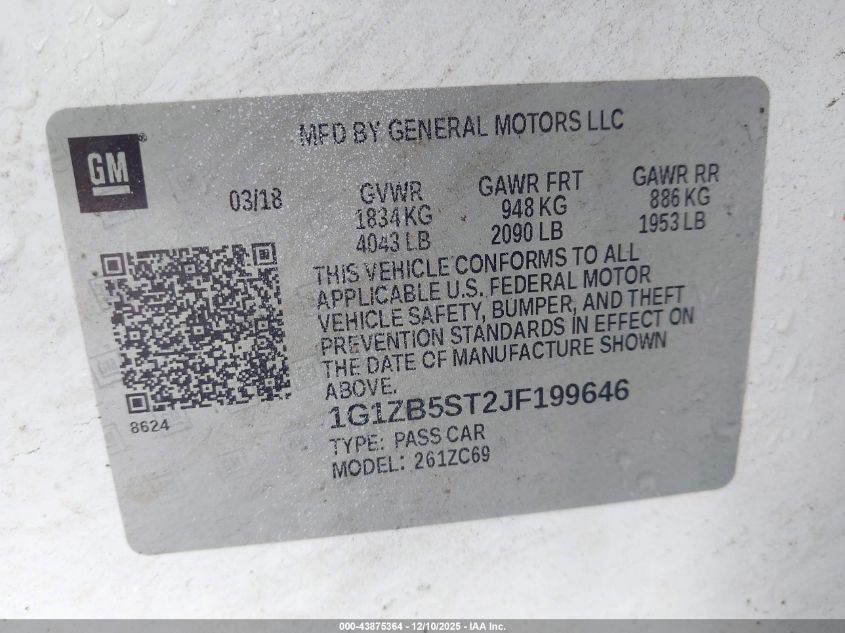 MFD BY GENERAL MOTORS LLC
GM
03/18
GVWR
1834 KG
4043 LB
GAWR FRT
948 KG
2090 LB
GAWR RR
886 KG
1953 LB
THIS VEHICLE CONFORMS TO ALL
APPLICABLE U.S. FEDERAL MOTOR
VEHICLE SAFETY, BUMPER, AND THEFT
PREVENTION STANDARDS IN EFFECT ON
THE DATE OF MANUFACTURE SHOWN
ABOVE.
8624
1G1ZB5ST2JF199646
TYPE: PASS CAR
MODEL: 261ZC69
000-43875364 - 12/10/2025 - IAA Inc.